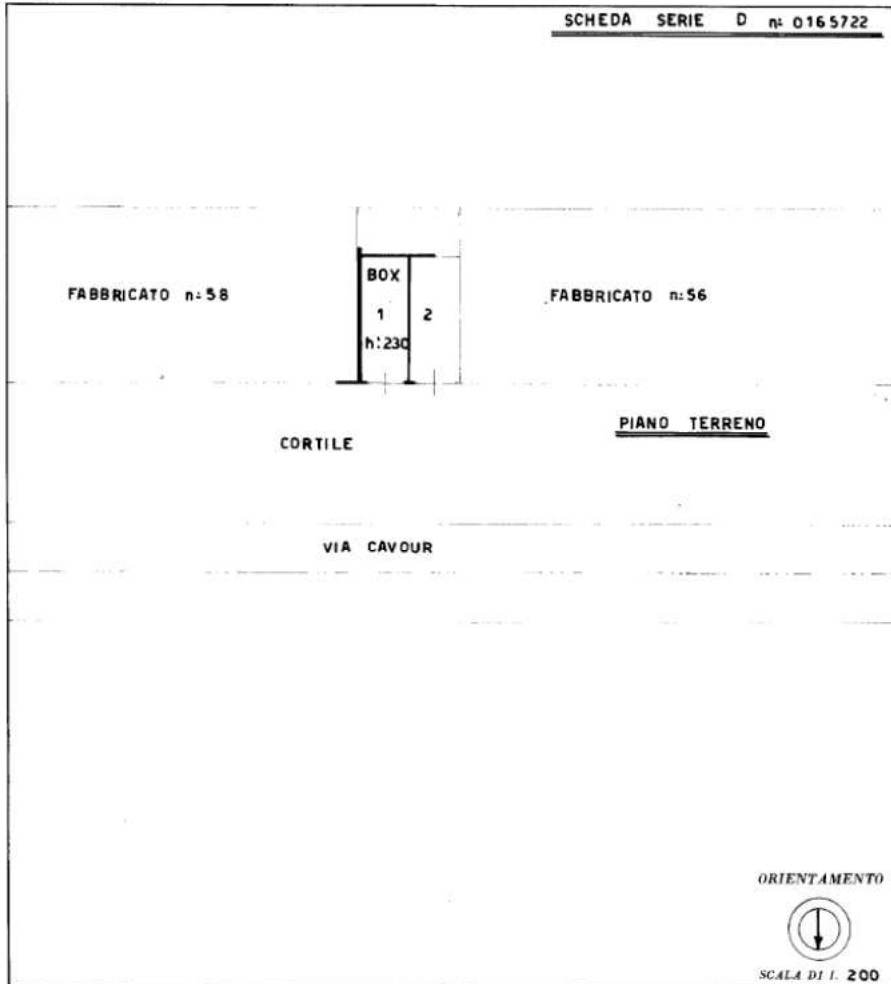 SCHEDA SERIE D n: 0165722
BOX
FABBRICATO n: 58
FABBRICATO n: 56
1 2
h: 230
PIANO TERRENO
CORTILE
VIA CAVOUR
ORIENTAMENTO
SCALA DI 1. 200